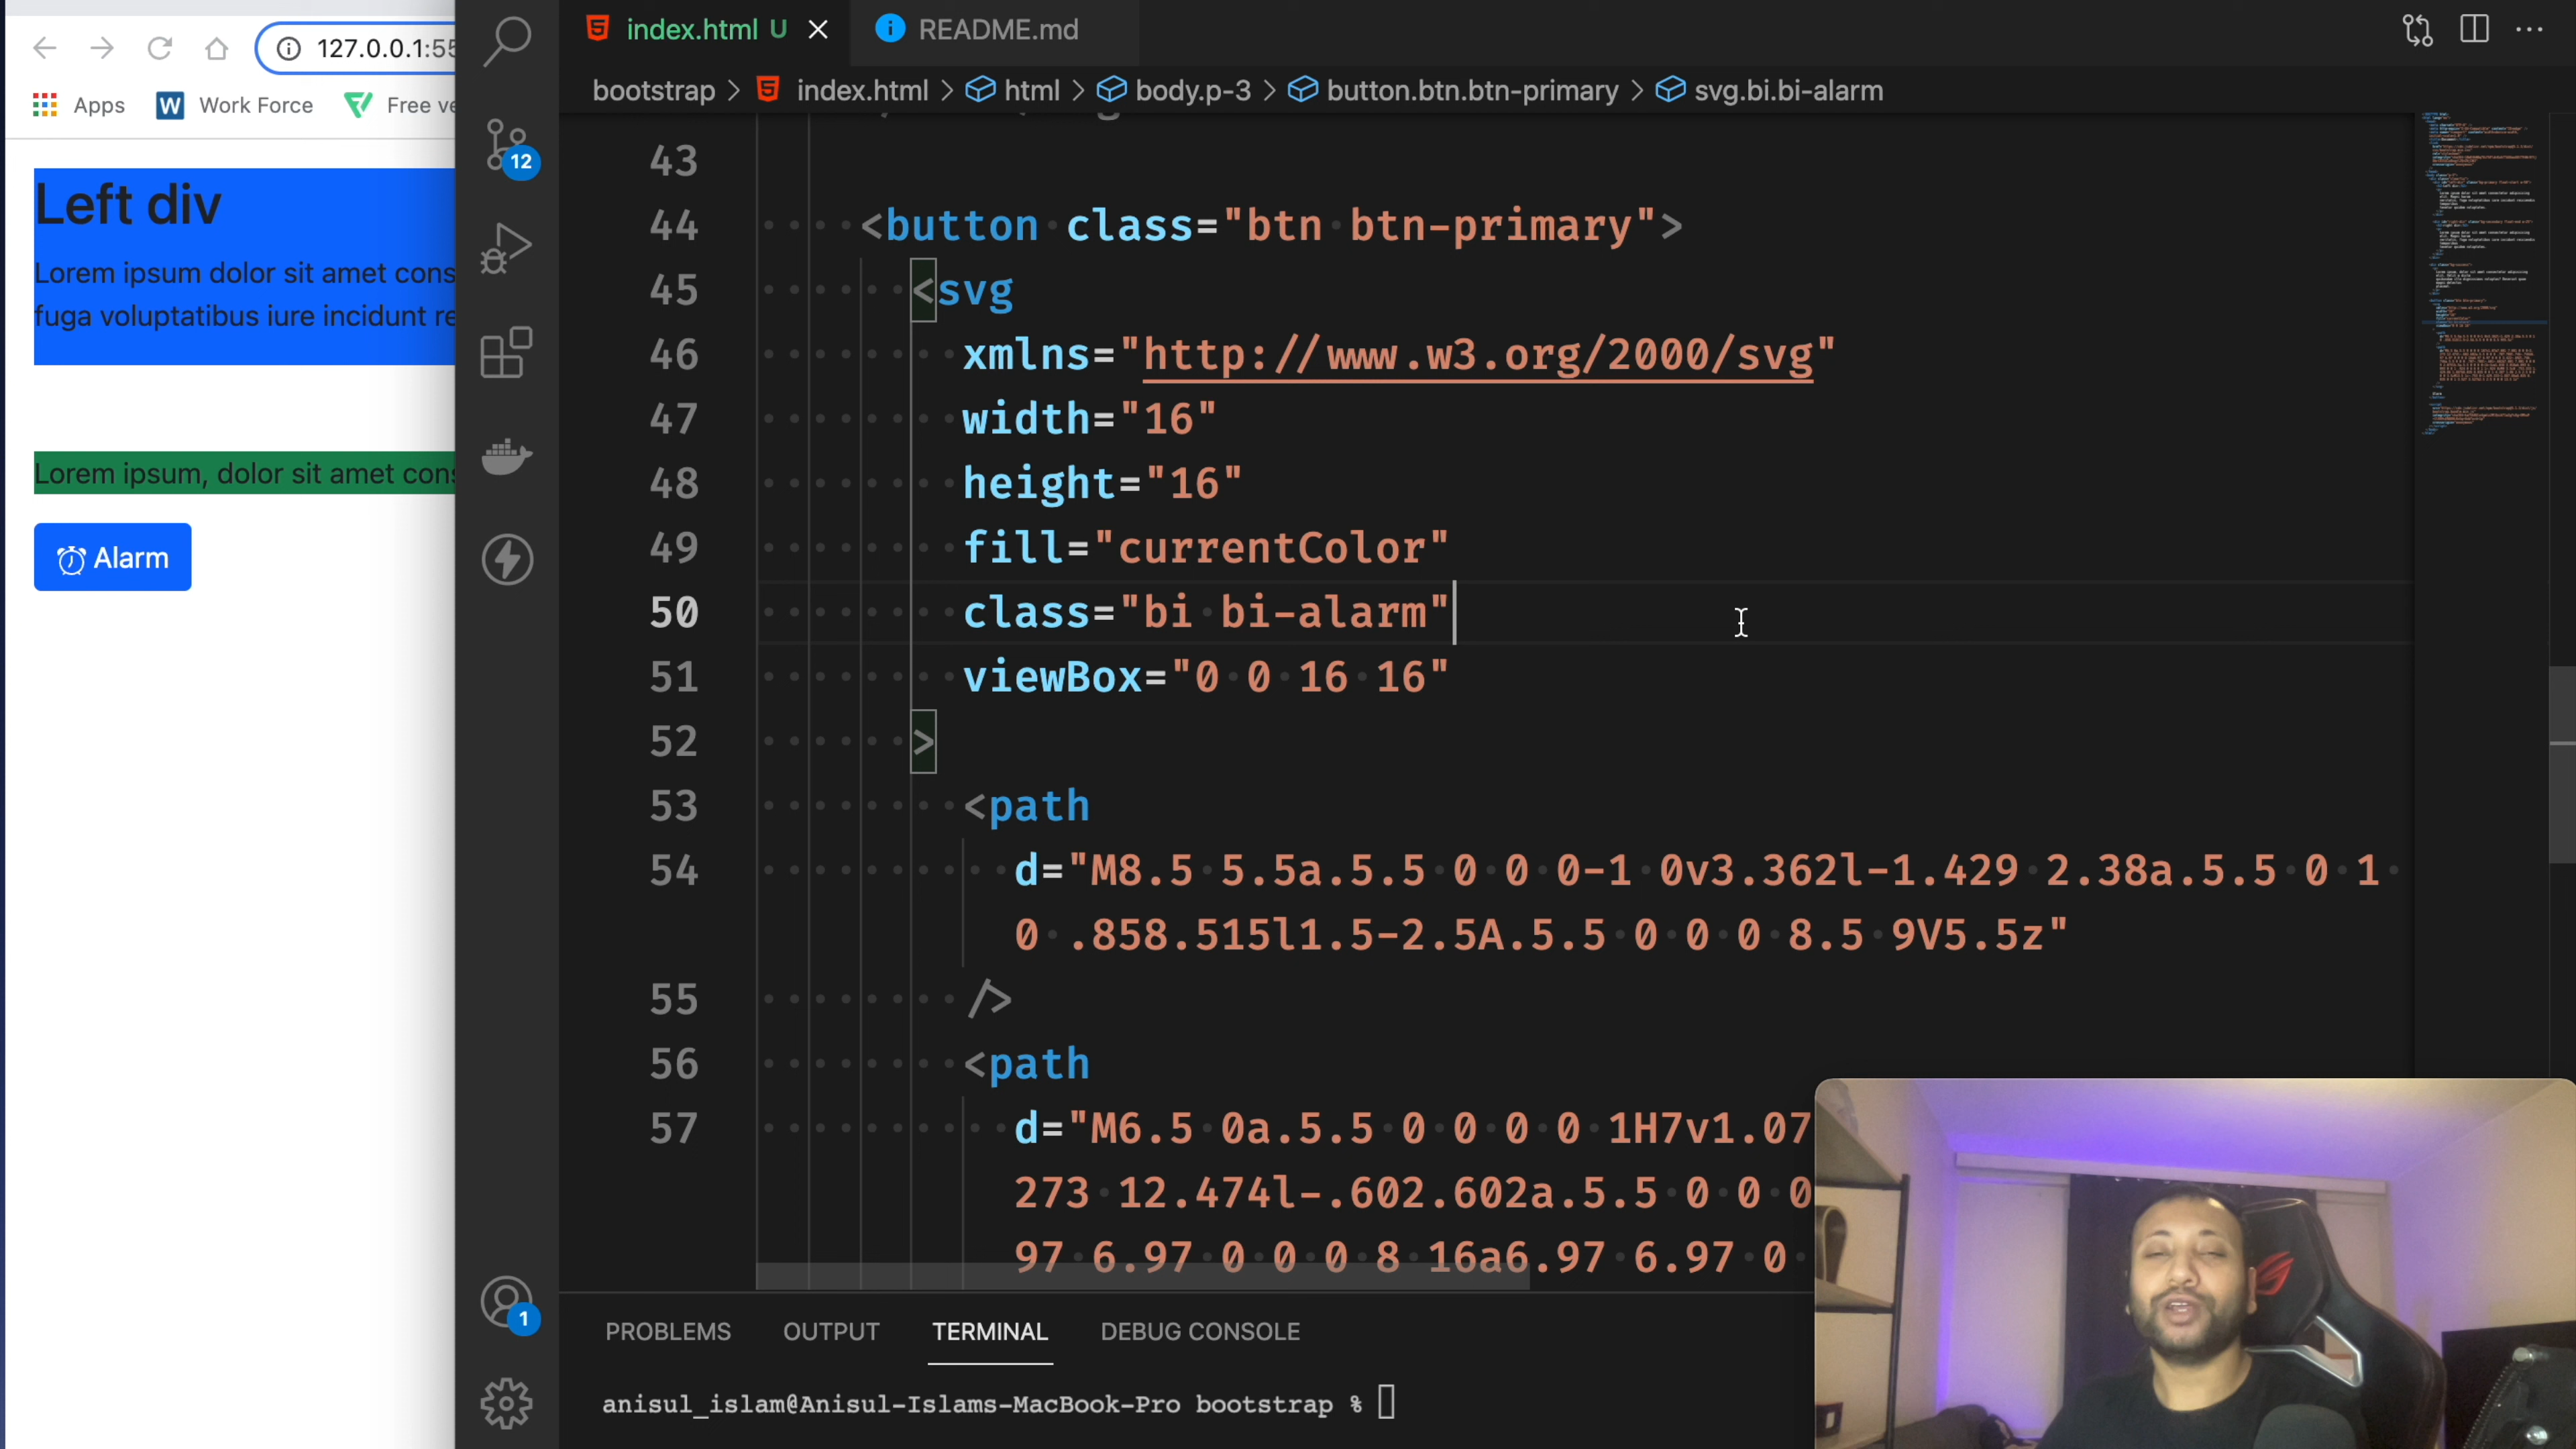 127.0.0.1:55
Apps
W
Work Force
Free ve
Left div
Lorem ipsum dolor sit amet cons
fuga voluptatibus iure incidunt re
Lorem ipsum, dolor sit amet cons
Alarm
12
1
index.html U
README.md
bootstrap > index.html > html > body.p-3 > button.btn.btn-primary > svg.bi.bi-alarm
43
44 <button class="btn btn-primary">
45 <svg
46 xmlns="http://www.w3.org/2000/svg"
47 width="16"
48 height="16"
49 fill="currentColor"
50 class="bi bi-alarm"
51 viewBox="0 0 16 16"
52 >
53 <path
54 d="M8.5 5.5a.5.5 0 0 0-1 0v3.362l-1.429 2.38a.5.5 0 1
0 .858.515l1.5-2.5A.5.5 0 0 0 8.5 9V5.5z"
55 />
56 <path
57 d="M6.5 0a.5.5 0 0 0 0 1H7v1.07
273 12.474l-.602.602a.5.5 0 0 0
97 6.97 0 0 0 8 16a6.97 6.97 0
PROBLEMS OUTPUT TERMINAL DEBUG CONSOLE
anisul_islam@Anisul-Islams-MacBook-Pro bootstrap %